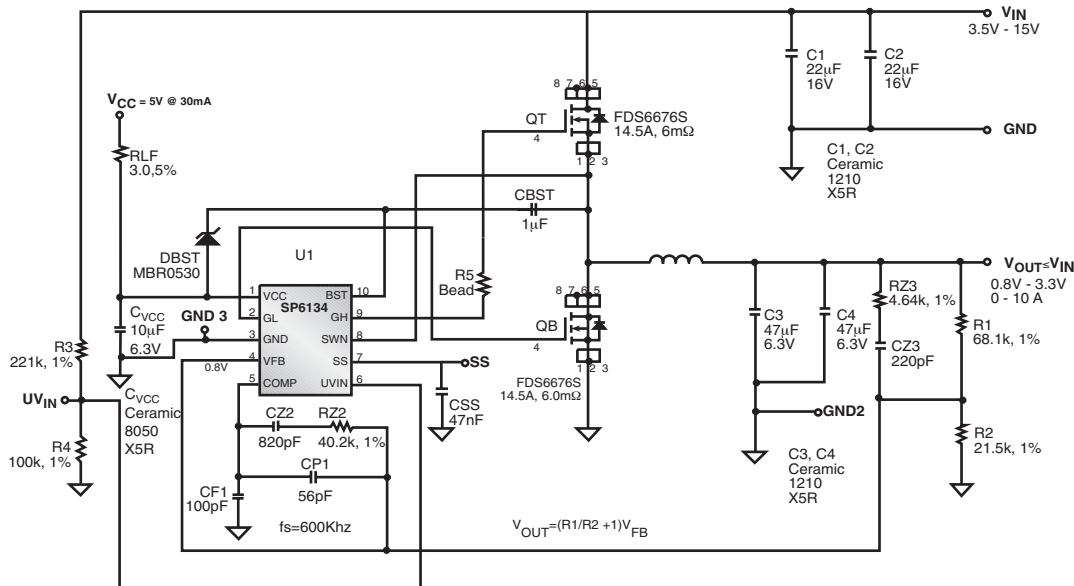 VIN
3.5V - 15V
C1
22µF
16V
C2
22µF
16V
VCC = 5V @ 30mA
8 7 6 5
QT
4
FDS6676S
14.5A, 6mΩ
1 2 3
GND
C1, C2
Ceramic
1210
X5R
RLF
3.0,5%
CBST
1µF
DBST
MBR0530
U1
SP6134
1 VCC
2 GL
3 GND
4 VFB
5 COMP
BST 10
GH 9
SWN 8
SS 7
UVIN 6
R5
Bead
8 7 6 5
QB
4
1 2 3
FDS6676S
14.5A, 6.0mΩ
VOUT≤VIN
0.8V - 3.3V
0 - 10 A
C3
47µF
6.3V
C4
47µF
6.3V
RZ3
4.64k, 1%
CZ3
220pF
R1
68.1k, 1%
R2
21.5k, 1%
GND2
C3, C4
Ceramic
1210
X5R
CVCC
10µF
6.3V
GND 3
0.8V
R3
221k, 1%
UVIN
R4
100k, 1%
CVCC
Ceramic
8050
X5R
SS
CSS
47nF
CZ2
820pF
RZ2
40.2k, 1%
CP1
56pF
CF1
100pF
fs=600Khz
VOUT=(R1/R2 +1)VFB